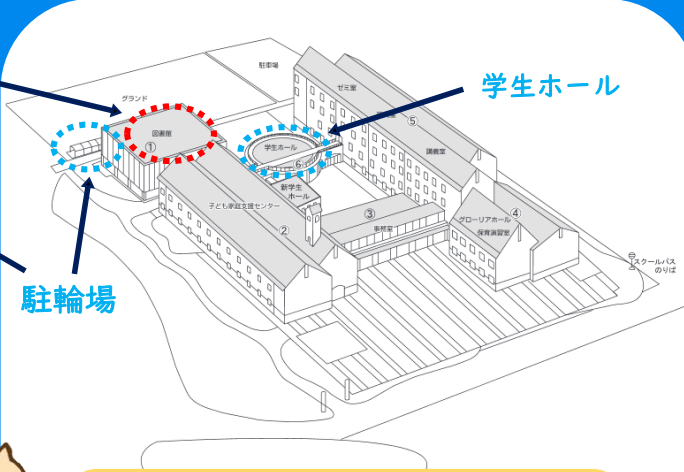 駐車場
グランド
ゼミ室
学生ホール
図書館
①
⑤
学生ホール
講義室
⑥
新学生
ホール
子ども家庭支援センター
②
③
事務室
グローリアホール
④
保育演習室
スクールバス
のりば
駐輪場